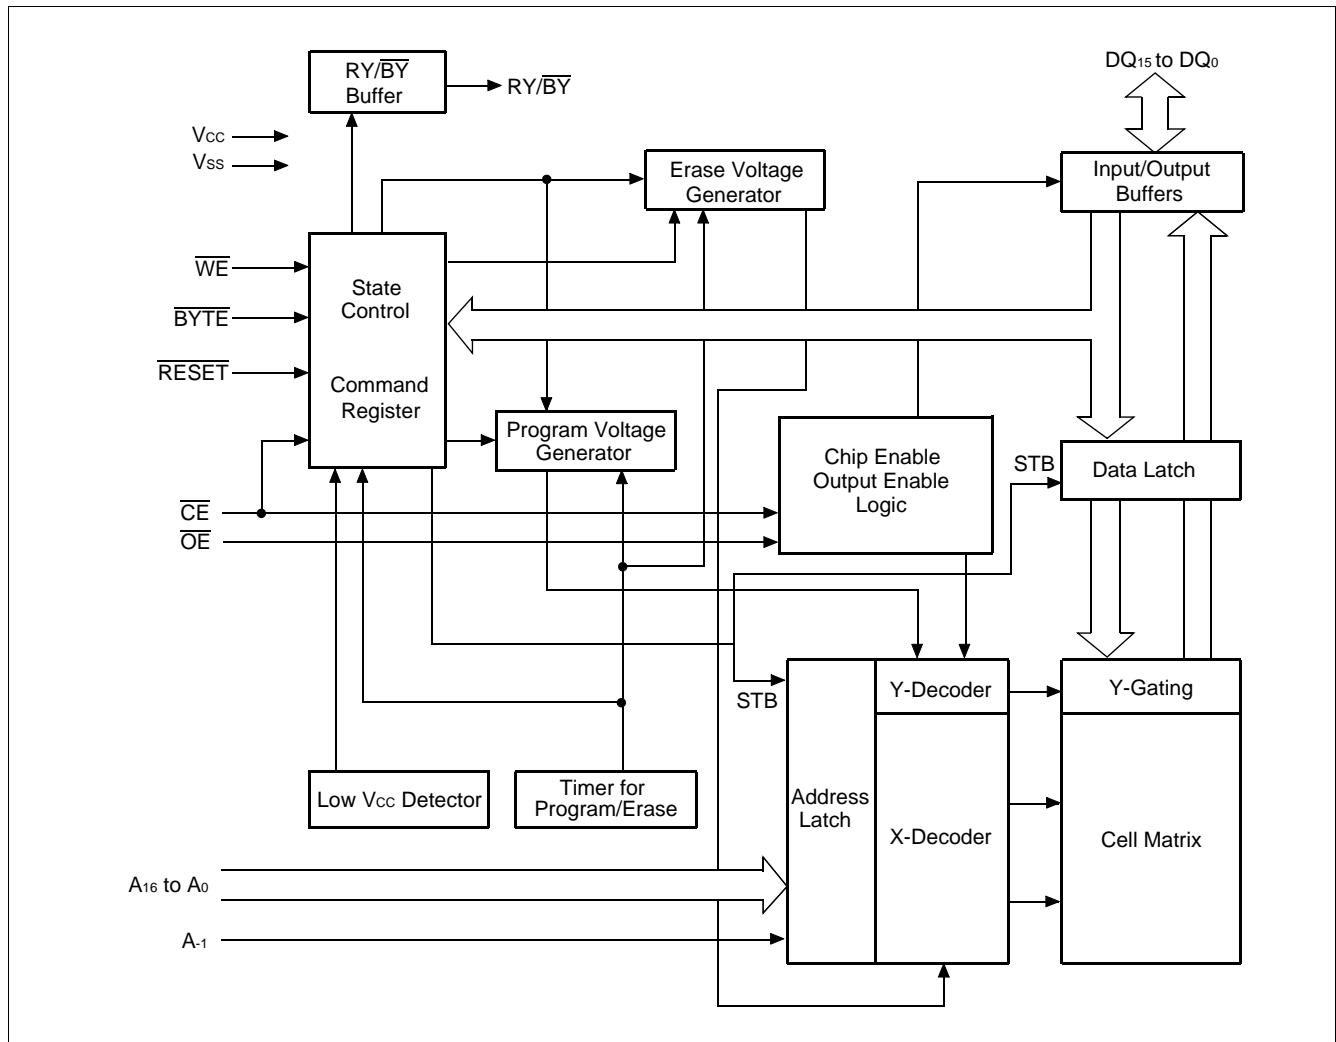 RY/BY
Buffer
RY/BY
DQ15 to DQ0
VCC
VSS
Erase Voltage
Generator
Input/Output
Buffers
WE
BYTE
RESET
State
Control
Command
Register
Program Voltage
Generator
Chip Enable
Output Enable
Logic
STB
Data Latch
CE
OE
STB
Y-Decoder
Y-Gating
Low VCC Detector
Timer for
Program/Erase
Address
Latch
X-Decoder
Cell Matrix
A16 to A0
A-1